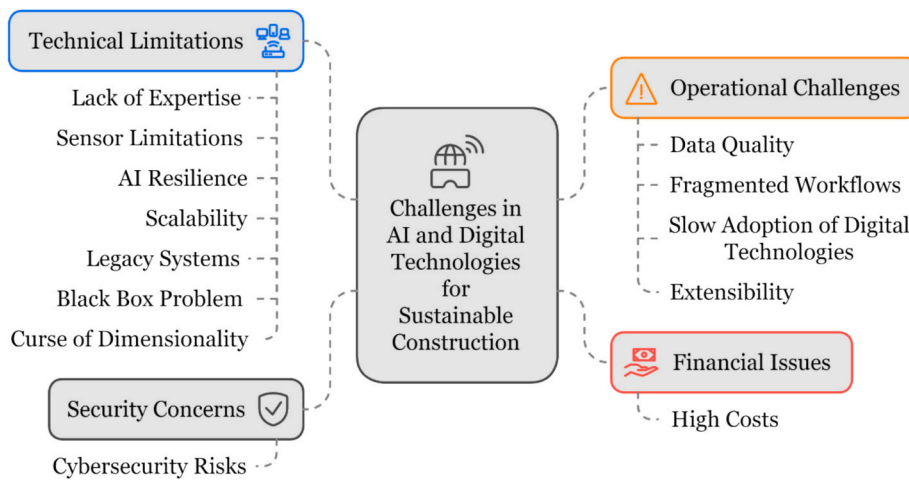 Technical Limitations
Lack of Expertise
Sensor Limitations
AI Resilience
Scalability
Legacy Systems
Black Box Problem
Curse of Dimensionality
Security Concerns
Cybersecurity Risks
Challenges in
AI and Digital
Technologies
for
Sustainable
Construction
Operational Challenges
Data Quality
Fragmented Workflows
Slow Adoption of Digital
Technologies
Extensibility
Financial Issues
High Costs